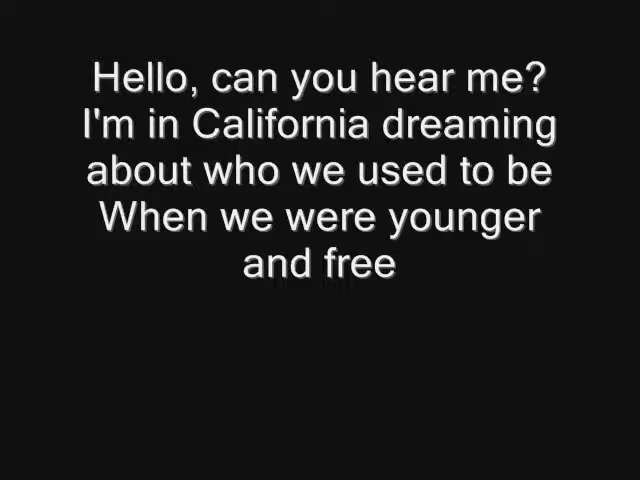 Hello, can you hear me?
I'm in California dreaming
about who we used to be
When we were younger
and free